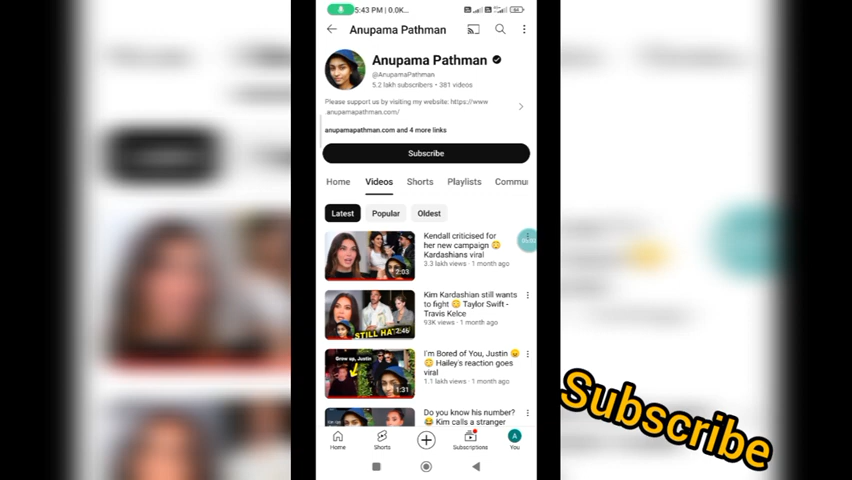 5:43 PM | 0.0K...
Anupama Pathman
Anupama Pathman
@AnupamaPathman
5.2 lakh subscribers • 381 videos
Please support us by visiting my website: https://www
.anupamapathman.com/
anupamapathman.com and 4 more links
Subscribe
Home
Videos
Shorts
Playlists
Commun
Latest
Popular
Oldest
Kendall criticised for
her new campaign 😳
Kardashians viral
3.3 lakh views · 1 month ago
2:03
Kim Kardashian still wants
to fight 😳 Taylor Swift -
Travis Kelce
93K views · 1 month ago
STILL HA
2:46
Grow up, Justin
I'm Bored of You, Justin 😠
😳 Hailey's reaction goes
viral
1.1 lakh views · 1 month ago
1:31
Do you know his number?
😂 Kim calls a stranger
Home
Shorts
Subscriptions
A
You
Subscribe